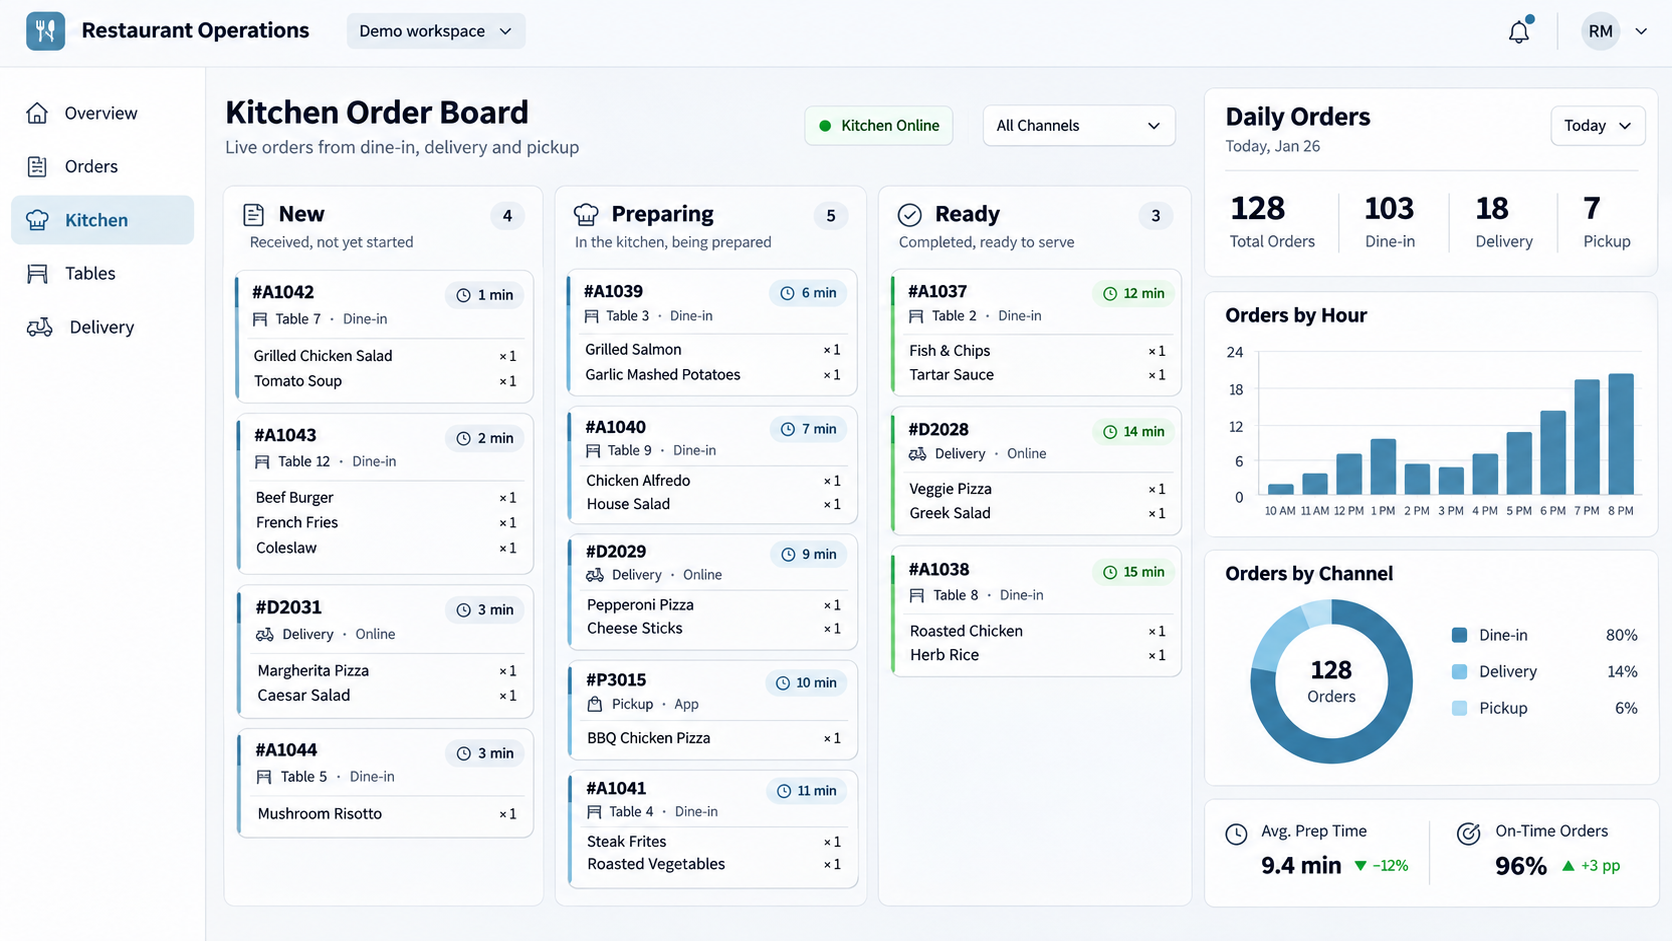 Restaurant Operations
Demo workspace
RM
Overview
Orders
Kitchen
Tables
Delivery
Kitchen Order Board
Live orders from dine-in, delivery and pickup
Kitchen Online
All Channels
New
4
Received, not yet started
#A1042
1 min
Table 7 · Dine-in
Grilled Chicken Salad ×1
Tomato Soup ×1
#A1043
2 min
Table 12 · Dine-in
Beef Burger ×1
French Fries ×1
Coleslaw ×1
#D2031
3 min
Delivery · Online
Margherita Pizza ×1
Caesar Salad ×1
#A1044
3 min
Table 5 · Dine-in
Mushroom Risotto ×1
Preparing
5
In the kitchen, being prepared
#A1039
6 min
Table 3 · Dine-in
Grilled Salmon ×1
Garlic Mashed Potatoes ×1
#A1040
7 min
Table 9 · Dine-in
Chicken Alfredo ×1
House Salad ×1
#D2029
9 min
Delivery · Online
Pepperoni Pizza ×1
Cheese Sticks ×1
#P3015
10 min
Pickup · App
BBQ Chicken Pizza ×1
#A1041
11 min
Table 4 · Dine-in
Steak Frites ×1
Roasted Vegetables ×1
Ready
3
Completed, ready to serve
#A1037
12 min
Table 2 · Dine-in
Fish & Chips ×1
Tartar Sauce ×1
#D2028
14 min
Delivery · Online
Veggie Pizza ×1
Greek Salad ×1
#A1038
15 min
Table 8 · Dine-in
Roasted Chicken ×1
Herb Rice ×1
Daily Orders
Today
Today, Jan 26
128 103 18 7
Total Orders Dine-in Delivery Pickup
Orders by Hour
24
18
12
6
0
10 AM 11 AM 12 PM 1 PM 2 PM 3 PM 4 PM 5 PM 6 PM 7 PM 8 PM
Orders by Channel
128
Orders
Dine-in 80%
Delivery 14%
Pickup 6%
Avg. Prep Time
9.4 min ▼ −12%
On-Time Orders
96% ▲ +3 pp